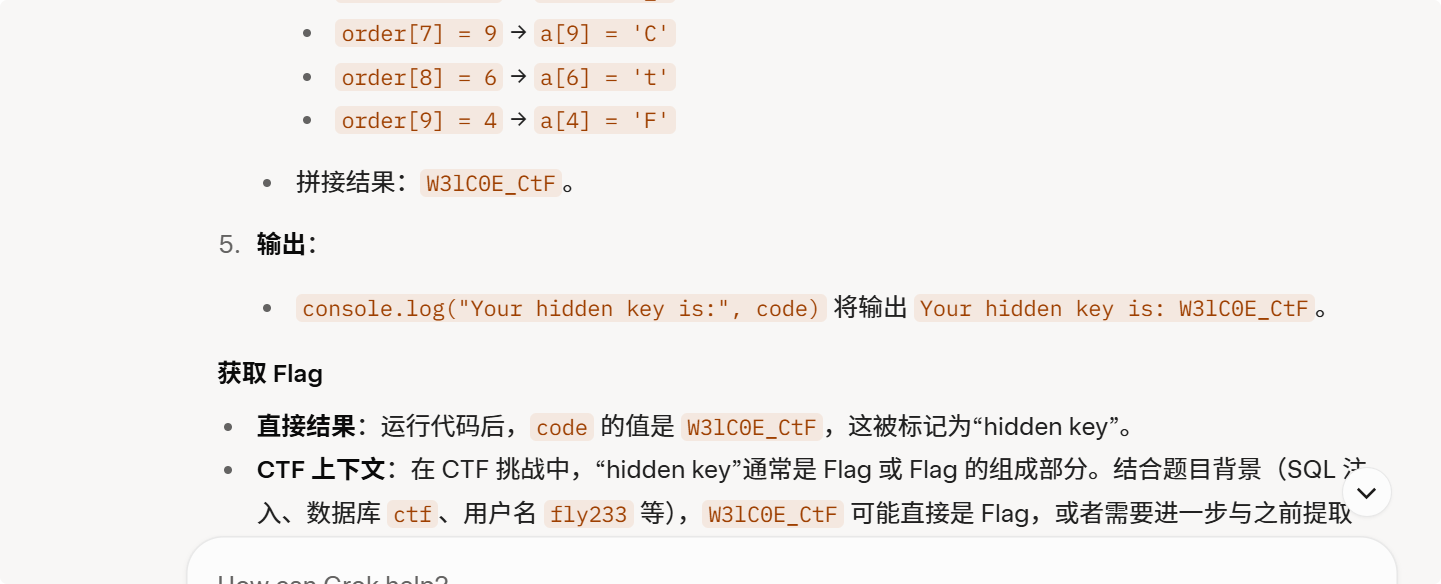 order[7] = 9 → a[9] = 'C'
order[8] = 6 → a[6] = 't'
order[9] = 4 → a[4] = 'F'
拼接结果：W3lC0E_CtF。
5. 输出：
console.log("Your hidden key is:", code) 将输出 Your hidden key is: W3lC0E_CtF。
获取 Flag
直接结果：运行代码后，code 的值是 W3lC0E_CtF，这被标记为“hidden key”。
CTF 上下文：在 CTF 挑战中，“hidden key”通常是 Flag 或 Flag 的组成部分。结合题目背景（SQL 注
入、数据库 ctf、用户名 fly233 等），W3lC0E_CtF 可能直接是 Flag，或者需要进一步与之前提取
How can Grok help?